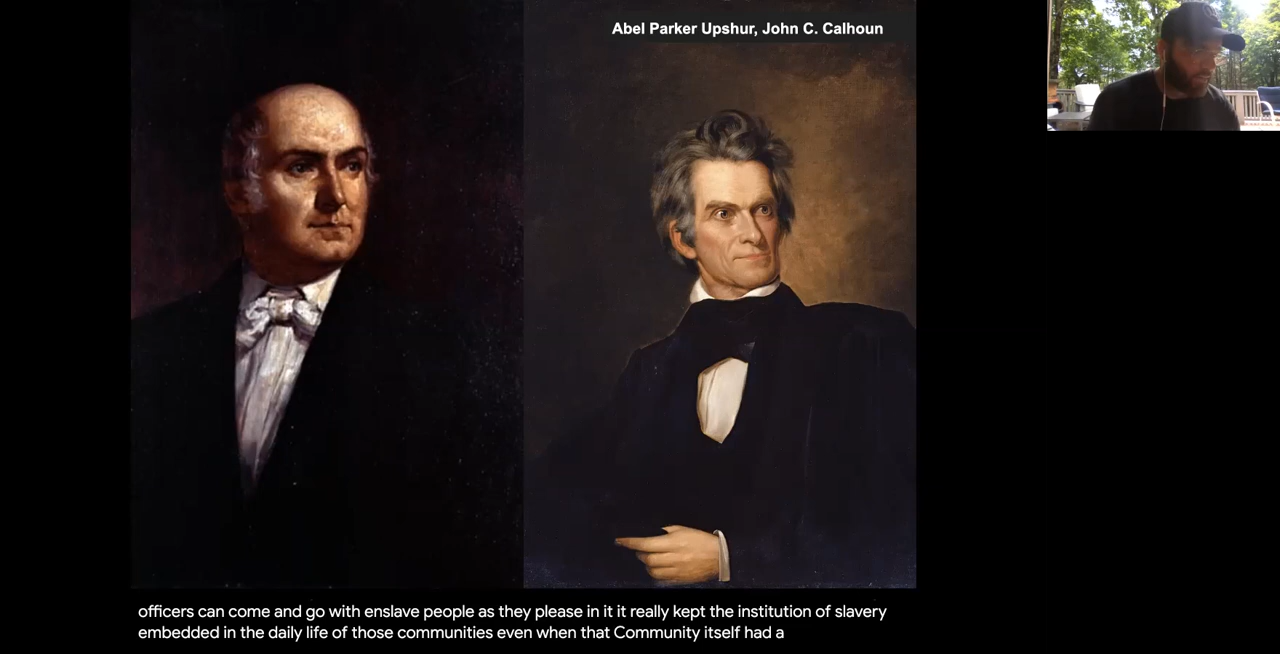 Abel Parker Upshur, John C. Calhoun
officers can come and go with enslave people as they please in it it really kept the institution of slavery
embedded in the daily life of those communities even when that Community itself had a